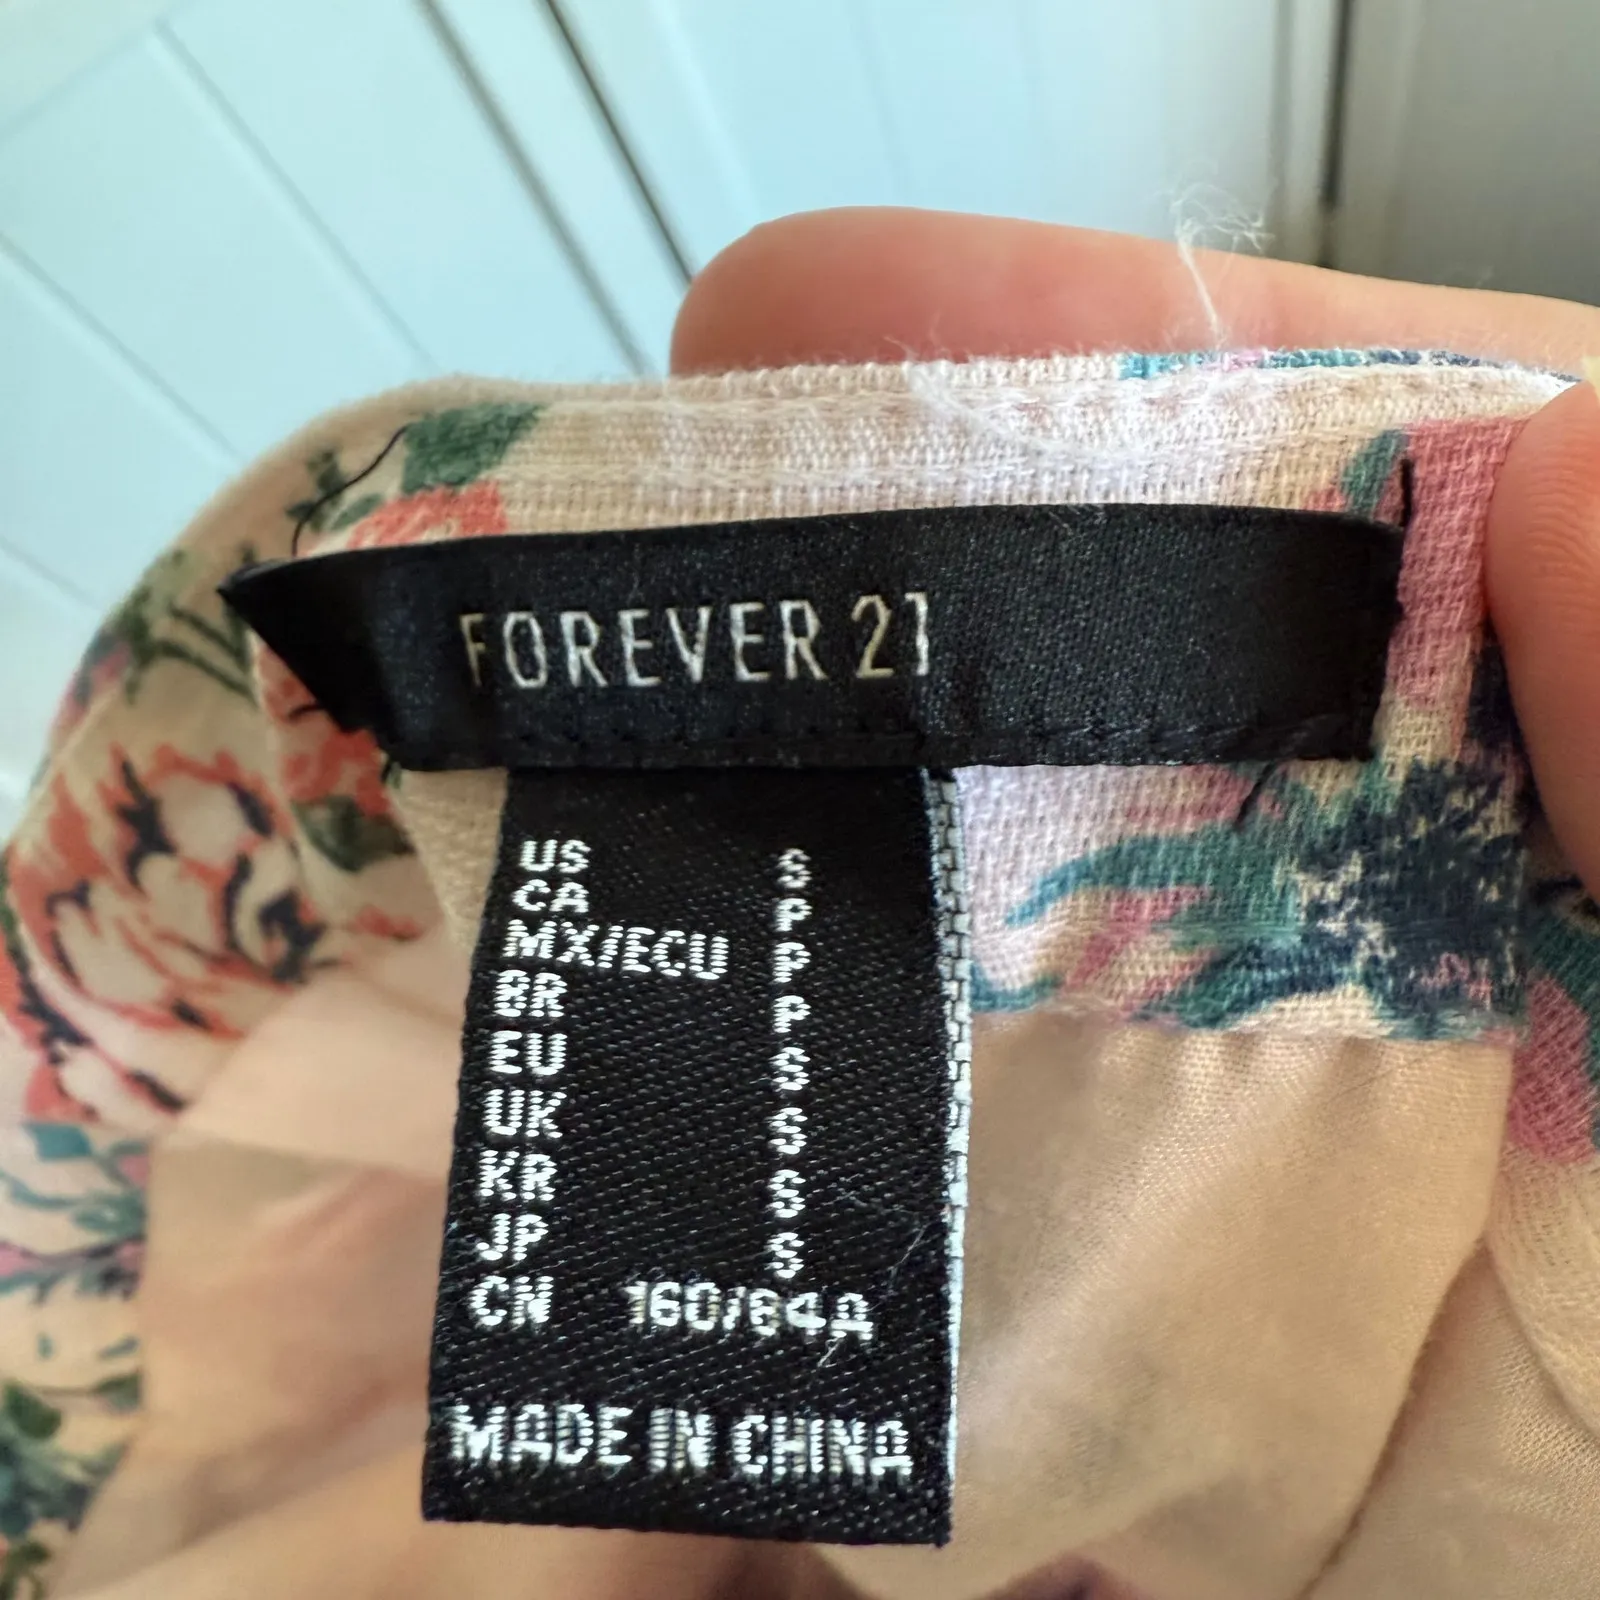 FOREVER 21
US S
CA P
MX/ECU P
BR P
EU S
UK S
KR S
JP S
CN 160/84A
MADE IN CHINA